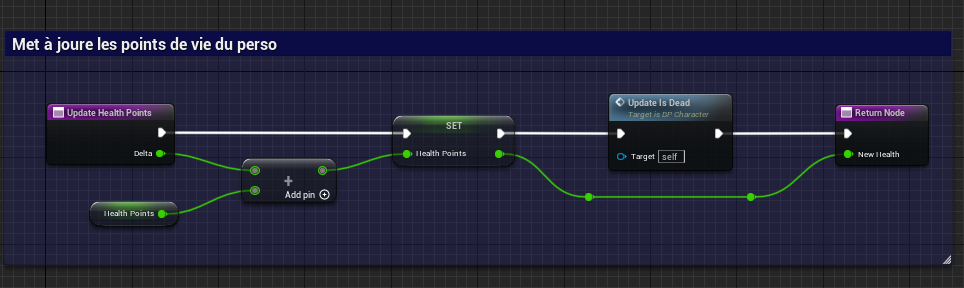 Met à joure les points de vie du perso
Update Health Points
Delta
Health Points
+
Add pin
SET
Health Points
Update Is Dead
Target is DP Character
Target self
Return Node
New Health